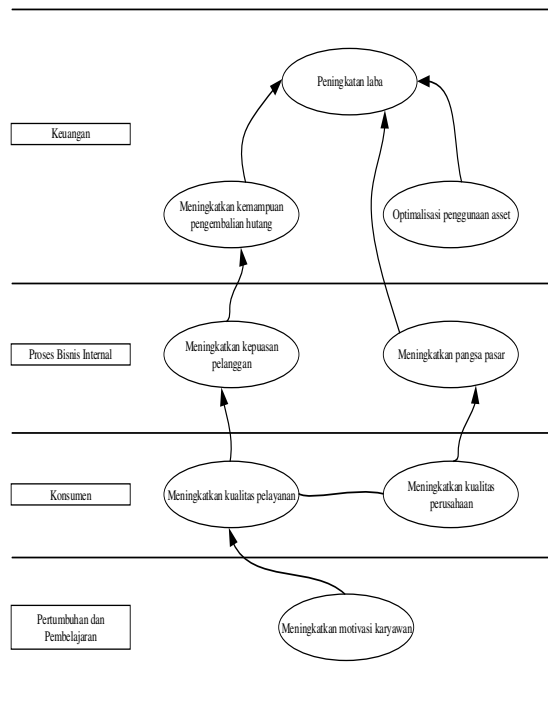 Peningkatan laba
Keuangan
Meningkatkan kemampuan
pengembalian hutang
Optimalisasi penggunaan asset
Proses Bisnis Internal
Meningkatkan kepuasan
pelanggan
Meningkatkan pangsa pasar
Konsumen
Meningkatkan kualitas pelayanan
Meningkatkan kualitas
perusahaan
Pertumbuhan dan
Pembelajaran
Meningkatkan motivasi karyawan